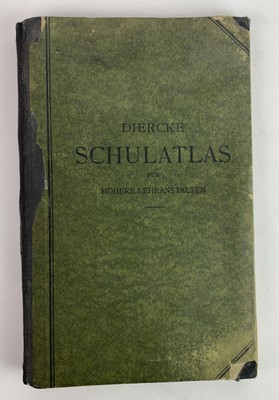 DIERCKE
SCHULATLAS
FÜR
HÖHERE LEHRANSTALTEN